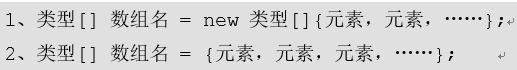 1、类型[] 数组名 = new 类型[]{元素，元素，……};
2、类型[] 数组名 = {元素，元素，元素，……};